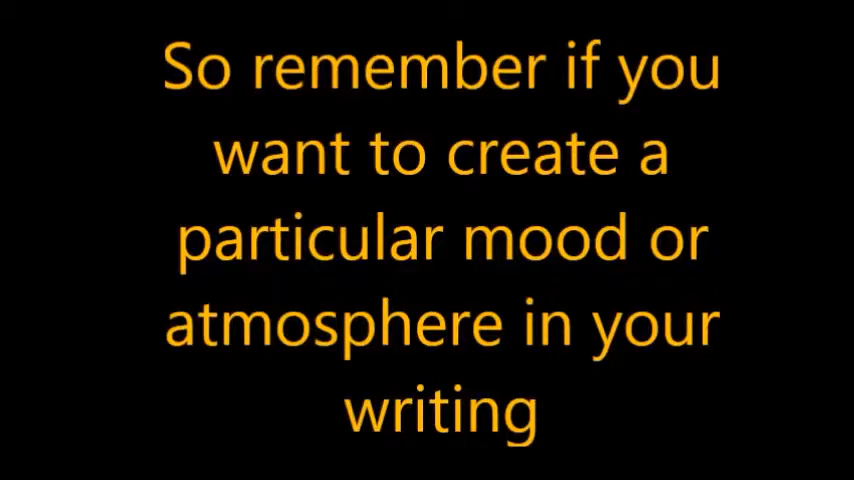 So remember if you
want to create a
particular mood or
atmosphere in your
writing